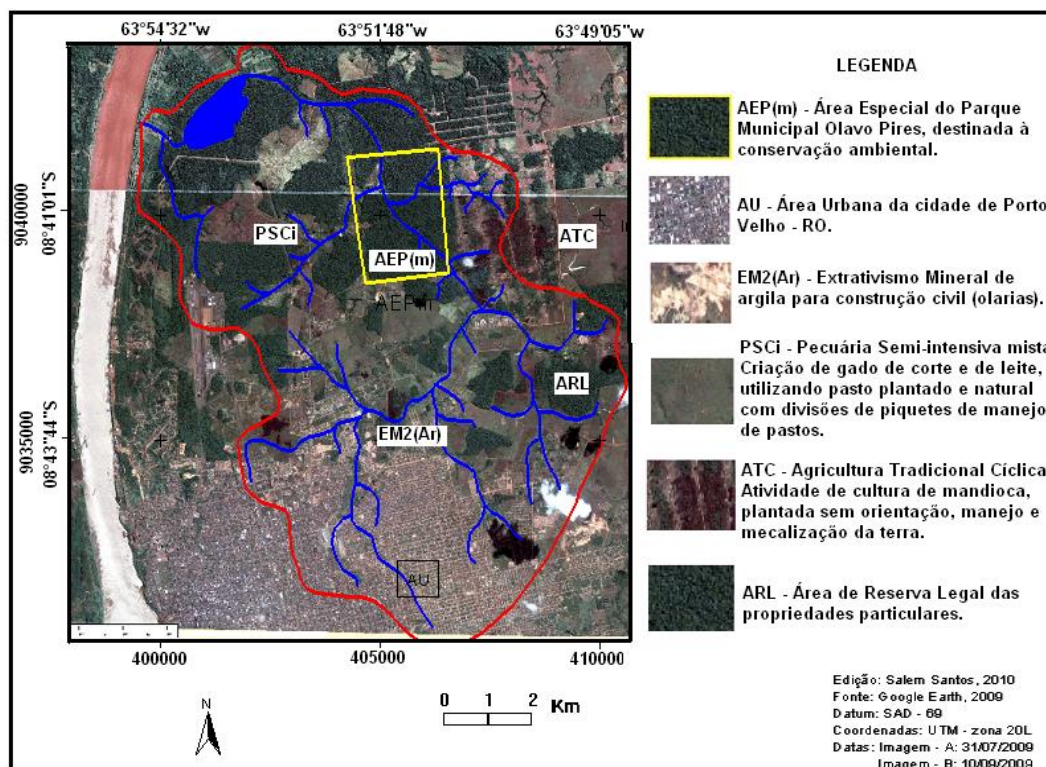 63°54'32"w 63°51'48"w 63°49'05"w
9040000
08°41'01"S
9035000
08°43'44"S
PSCi
AEP(m)
ATC
ARL
EM2(Ar)
AU
400000 405000 410000
N
0 1 2 Km
LEGENDA
AEP(m) - Área Especial do Parque
Municipal Olavo Pires, destinada à
conservação ambiental.
AU - Área Urbana da cidade de Porto
Velho - RO.
EM2(Ar) - Extrativismo Mineral de
argila para construção civil (olarias).
PSCi - Pecuária Semi-intensiva mista
Criação de gado de corte e de leite,
utilizando pasto plantado e natural
com divisões de piquetes de manejo
de pastos.
ATC - Agricultura Tradicional Cíclica
Atividade de cultura de mandioca,
plantada sem orientação, manejo e
mecalização da terra.
ARL - Área de Reserva Legal das
propriedades particulares.
Edição: Salem Santos, 2010
Fonte: Google Earth, 2009
Datum: SAD - 69
Coordenadas: UTM - zona 20L
Datas: Imagem - A: 31/07/2009
Imagem - B: 10/09/2009